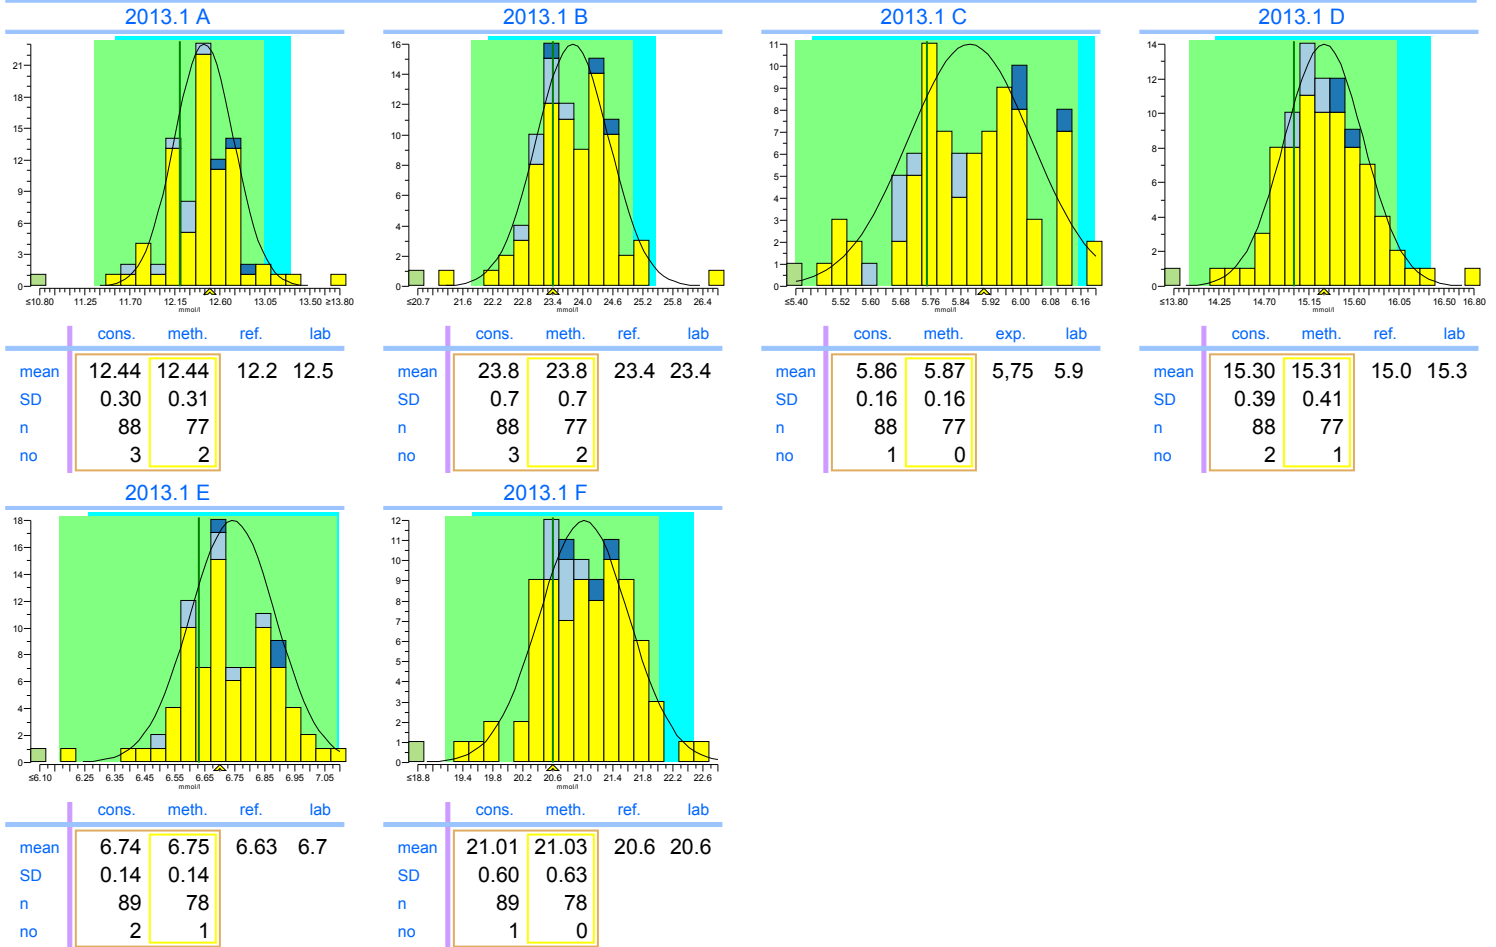 2013.1 A 2013.1 B 2013.1 C 2013.1 D
21 18 15 12 9 6 3 0
≤10.80 11.25 11.70 12.15 12.60 13.05 13.50 ≥13.80
mmol/l
16 14 12 10 8 6 4 2 0
≤20.7 21.6 22.2 22.8 23.4 24.0 24.6 25.2 25.8 26.4
mmol/l
11 10 9 8 7 6 5 4 3 2 1 0
≤5.40 5.52 5.60 5.68 5.76 5.84 5.92 6.00 6.08 6.16
mmol/l
14 12 10 8 6 4 2 0
≤13.80 14.25 14.70 15.15 15.60 16.05 16.50 16.80
mmol/l
cons. meth. ref. lab cons. meth. ref. lab cons. meth. exp. lab cons. meth. ref. lab
mean 12.44 12.44 12.2 12.5 mean 23.8 23.8 23.4 23.4 mean 5.86 5.87 5,75 5.9 mean 15.30 15.31 15.0 15.3
SD 0.30 0.31 SD 0.7 0.7 SD 0.16 0.16 SD 0.39 0.41
n 88 77 n 88 77 n 88 77 n 88 77
no 3 2 no 3 2 no 1 0 no 2 1
2013.1 E 2013.1 F
18 16 14 12 10 8 6 4 2 0
≤6.10 6.25 6.35 6.45 6.55 6.65 6.75 6.85 6.95 7.05
mmol/l
12 11 10 9 8 7 6 5 4 3 2 1 0
≤18.8 19.4 19.8 20.2 20.6 21.0 21.4 21.8 22.2 22.6
mmol/l
cons. meth. ref. lab cons. meth. ref. lab
mean 6.74 6.75 6.63 6.7 mean 21.01 21.03 20.6 20.6
SD 0.14 0.14 SD 0.60 0.63
n 89 78 n 89 78
no 2 1 no 1 0